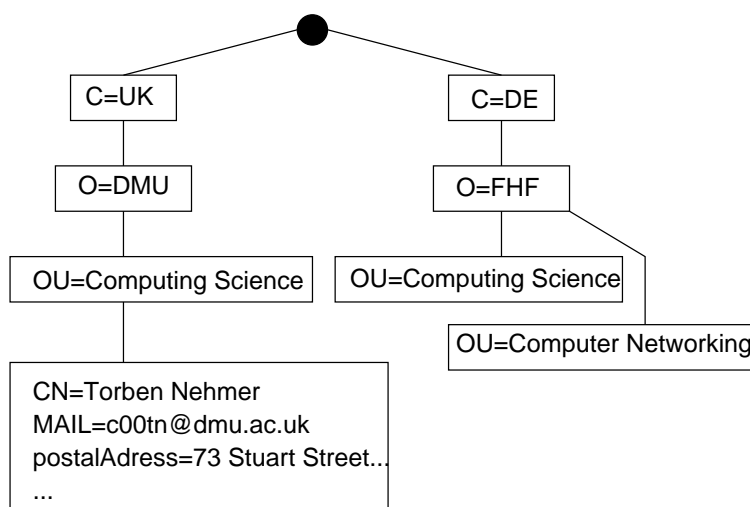 C=UK
C=DE
O=DMU
O=FHF
OU=Computing Science
OU=Computing Science
OU=Computer Networking
CN=Torben Nehmer
MAIL=c00tn@dmu.ac.uk
postalAdress=73 Stuart Street...
...